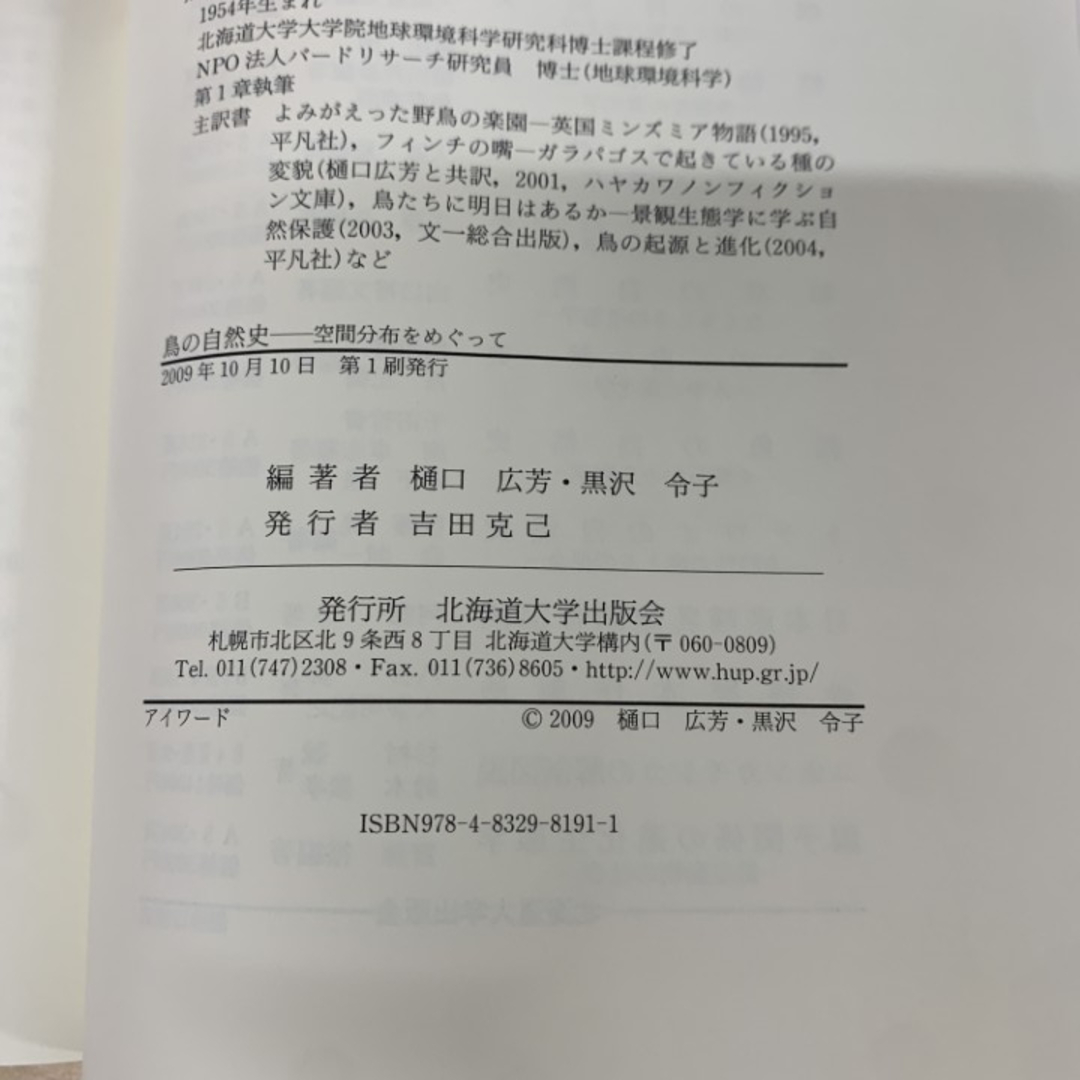 1954年生まれ
北海道大学大学院地球環境科学研究科博士課程修了
NPO法人バードリサーチ研究員　博士(地球環境科学)
第1章執筆
主訳書　よみがえった野鳥の楽園―英国ミンズミア物語(1995,
平凡社), フィンチの嘴―ガラパゴスで起きている種の
変貌(樋口広芳と共訳, 2001, ハヤカワノンフィクショ
ン文庫), 鳥たちに明日はあるか―景観生態学に学ぶ自
然保護(2003, 文一総合出版), 鳥の起源と進化(2004,
平凡社)など
鳥の自然史――空間分布をめぐって
2009年10月10日　第1刷発行
編著者　樋口　広芳・黒沢　令子
発行者　吉田克己
発行所　北海道大学出版会
札幌市北区北9条西8丁目 北海道大学構内(〒060-0809)
Tel. 011(747)2308・Fax. 011(736)8605・http://www.hup.gr.jp/
アイワード　© 2009　樋口　広芳・黒沢　令子
ISBN978-4-8329-8191-1